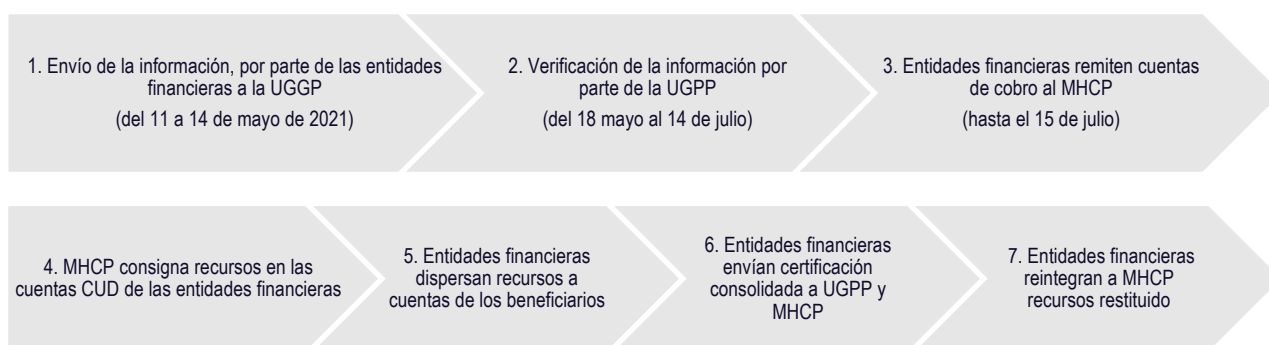 1. Envío de la información, por parte de las entidades
financieras a la UGGP
(del 11 a 14 de mayo de 2021)
2. Verificación de la información por
parte de la UGPP
(del 18 mayo al 14 de julio)
3. Entidades financieras remiten cuentas
de cobro al MHCP
(hasta el 15 de julio)
4. MHCP consigna recursos en las
cuentas CUD de las entidades financieras
5. Entidades financieras
dispersan recursos a
cuentas de los beneficiarios
6. Entidades financieras
envían certificación
consolidada a UGPP y
MHCP
7. Entidades financieras
reintegran a MHCP
recursos restituido